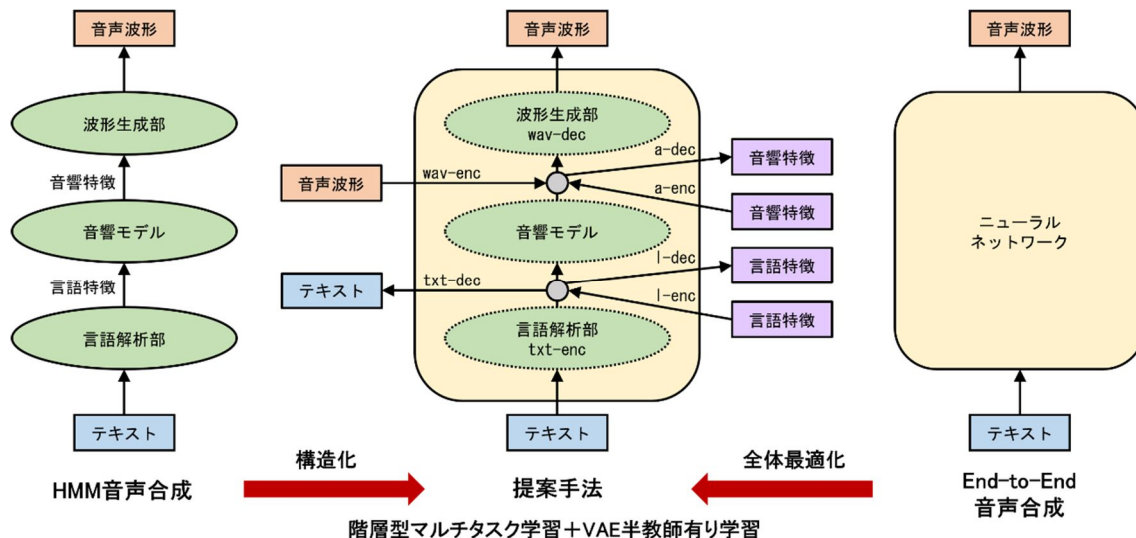 音声波形
波形生成部
音響特徴
音響モデル
言語特徴
言語解析部
テキスト
HMM音声合成
構造化
音声波形
波形生成部
wav-dec
音声波形
wav-enc
a-dec
音響特徴
a-enc
音響特徴
音響モデル
l-dec
言語特徴
テキスト
txt-dec
l-enc
言語特徴
言語解析部
txt-enc
テキスト
提案手法
階層型マルチタスク学習+VAE半教師有り学習
全体最適化
音声波形
ニューラル
ネットワーク
テキスト
End-to-End
音声合成